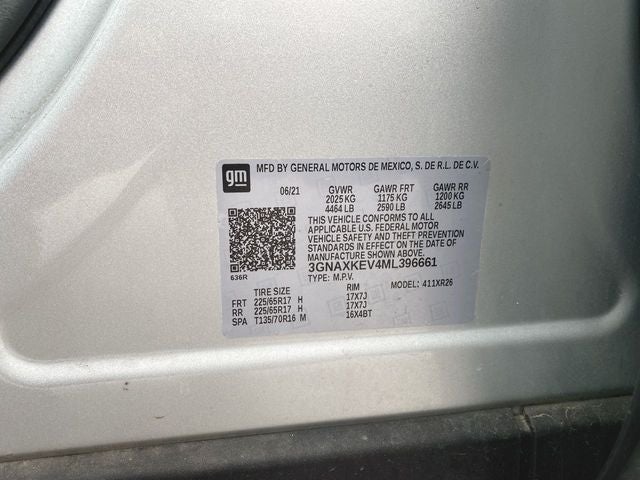 gm MFD BY GENERAL MOTORS DE MEXICO, S. DE R.L. DE C.V.
06/21 GVWR GAWR FRT GAWR RR
2025 KG 1175 KG 1200 KG
4464 LB 2590 LB 2645 LB
THIS VEHICLE CONFORMS TO ALL
APPLICABLE U.S. FEDERAL MOTOR
VEHICLE SAFETY AND THEFT PREVENTION
STANDARDS IN EFFECT ON THE DATE OF
MANUFACTURE SHOWN ABOVE.
3GNAXKEV4ML396661
636R TYPE: M.P.V. MODEL: 411XR26
TIRE SIZE RIM
FRT 225/65R17 H 17X7J
RR 225/65R17 H 17X7J
SPA T135/70R16 M 16X4BT